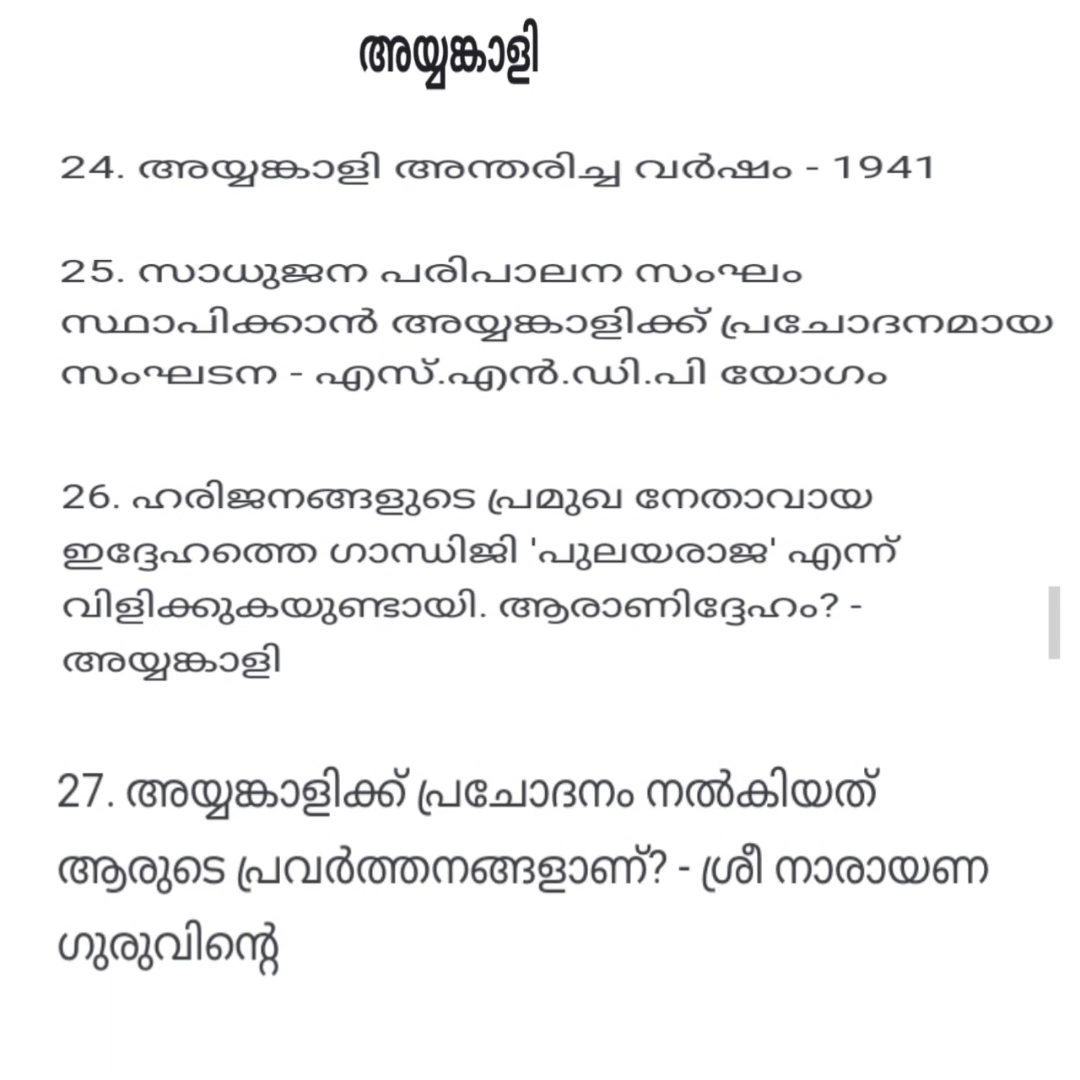 അയ്യങ്കാളി
24. അയ്യങ്കാളി അന്തരിച്ച വർഷം - 1941
25. സാധുജന പരിപാലന സംഘം
സ്ഥാപിക്കാൻ അയ്യങ്കാളിക്ക് പ്രചോദനമായ
സംഘടന - എസ്.എൻ.ഡി.പി യോഗം
26. ഹരിജനങ്ങളുടെ പ്രമുഖ നേതാവായ
ഇദ്ദേഹത്തെ ഗാന്ധിജി 'പുലയരാജ' എന്ന്
വിളിക്കുകയുണ്ടായി. ആരാണിദ്ദേഹം? -
അയ്യങ്കാളി
27. അയ്യങ്കാളിക്ക് പ്രചോദനം നൽകിയത്
ആരുടെ പ്രവർത്തനങ്ങളാണ്? - ശ്രീ നാരായണ
ഗുരുവിന്റെ